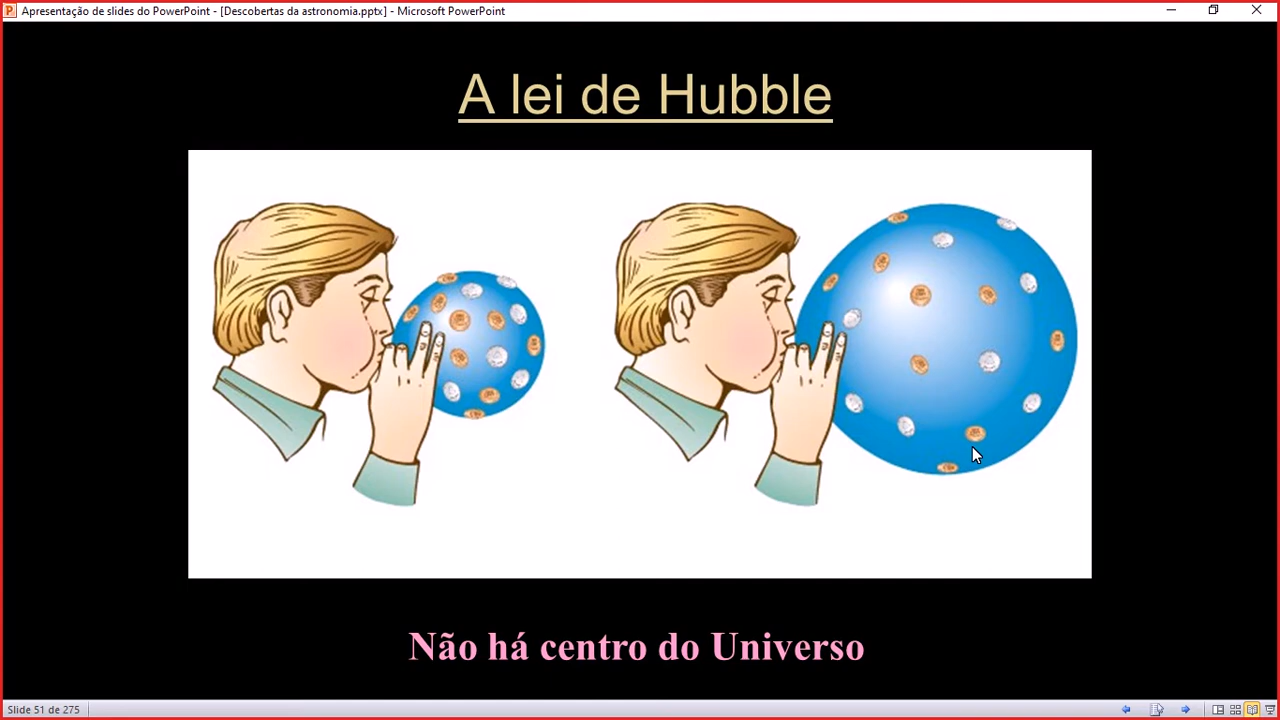 Apresentação de slides do PowerPoint - [Descobertas da astronomia.pptx] - Microsoft PowerPoint
A lei de Hubble
Não há centro do Universo
Slide 51 de 275